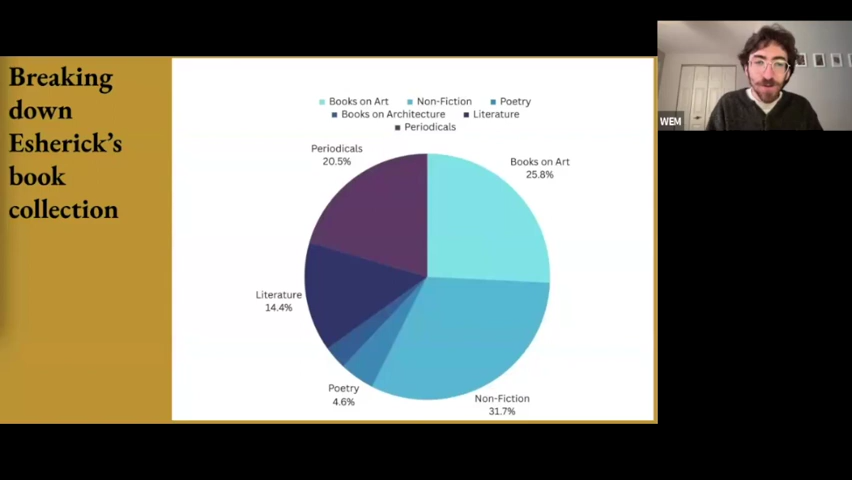 Breaking
down
Esherick's
book
collection
Books on Art
Non-Fiction
Poetry
Books on Architecture
Literature
Periodicals
Periodicals
20.5%
Books on Art
25.8%
Literature
14.4%
Poetry
4.6%
Non-Fiction
31.7%
WEM